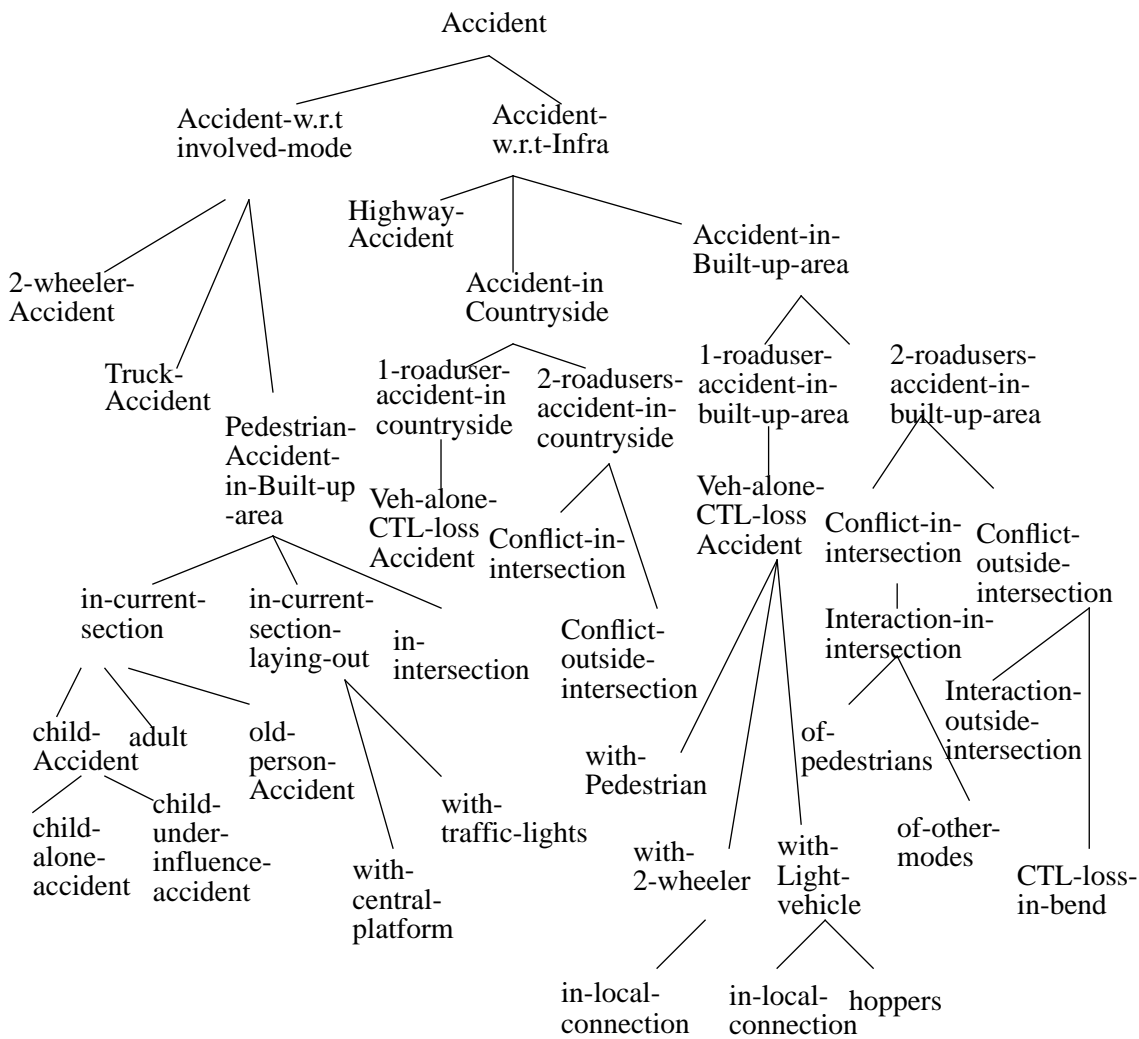 Accident
Accident-w.r.t
involved-mode
Accident-
w.r.t-Infra
Highway-
Accident
Accident-in-
Built-up-area
2-wheeler-
Accident
Accident-in
Countryside
Truck-
Accident
1-roaduser-
accident-in
countryside
2-roadusers-
accident-in-
countryside
1-roaduser-
accident-in-
built-up-area
2-roadusers-
accident-in-
built-up-area
Pedestrian-
Accident-
in-Built-up
-area
Veh-alone-
CTL-loss
Accident
Conflict-in-
intersection
Veh-alone-
CTL-loss
Accident
Conflict-in-
intersection
Conflict-
outside-
intersection
in-current-
section
in-current-
section-
laying-out
in-
intersection
Conflict-
outside-
intersection
Interaction-in-
intersection
Interaction-
outside-
intersection
child-
Accident
adult
old-
person-
Accident
with-
Pedestrian
of-
pedestrians
child-
alone-
accident
child-
under-
influence-
accident
with-
traffic-lights
with-
central-
platform
with-
2-wheeler
with-
Light-
vehicle
of-other-
modes
CTL-loss-
in-bend
in-local-
connection
in-local-
connection
hoppers